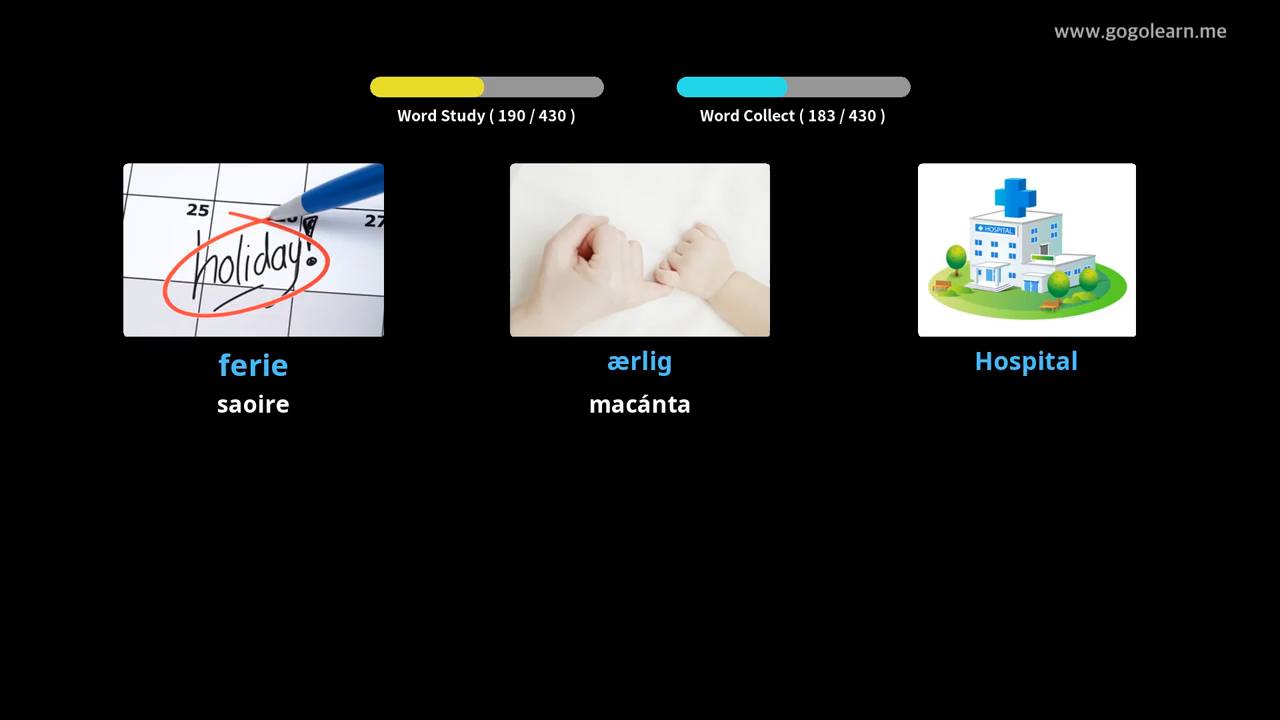 www.gogolearn.me
Word Study ( 190 / 430 )
Word Collect ( 183 / 430 )
25
27
holiday!
HOSPITAL
ferie
saoire
ærlig
macánta
Hospital